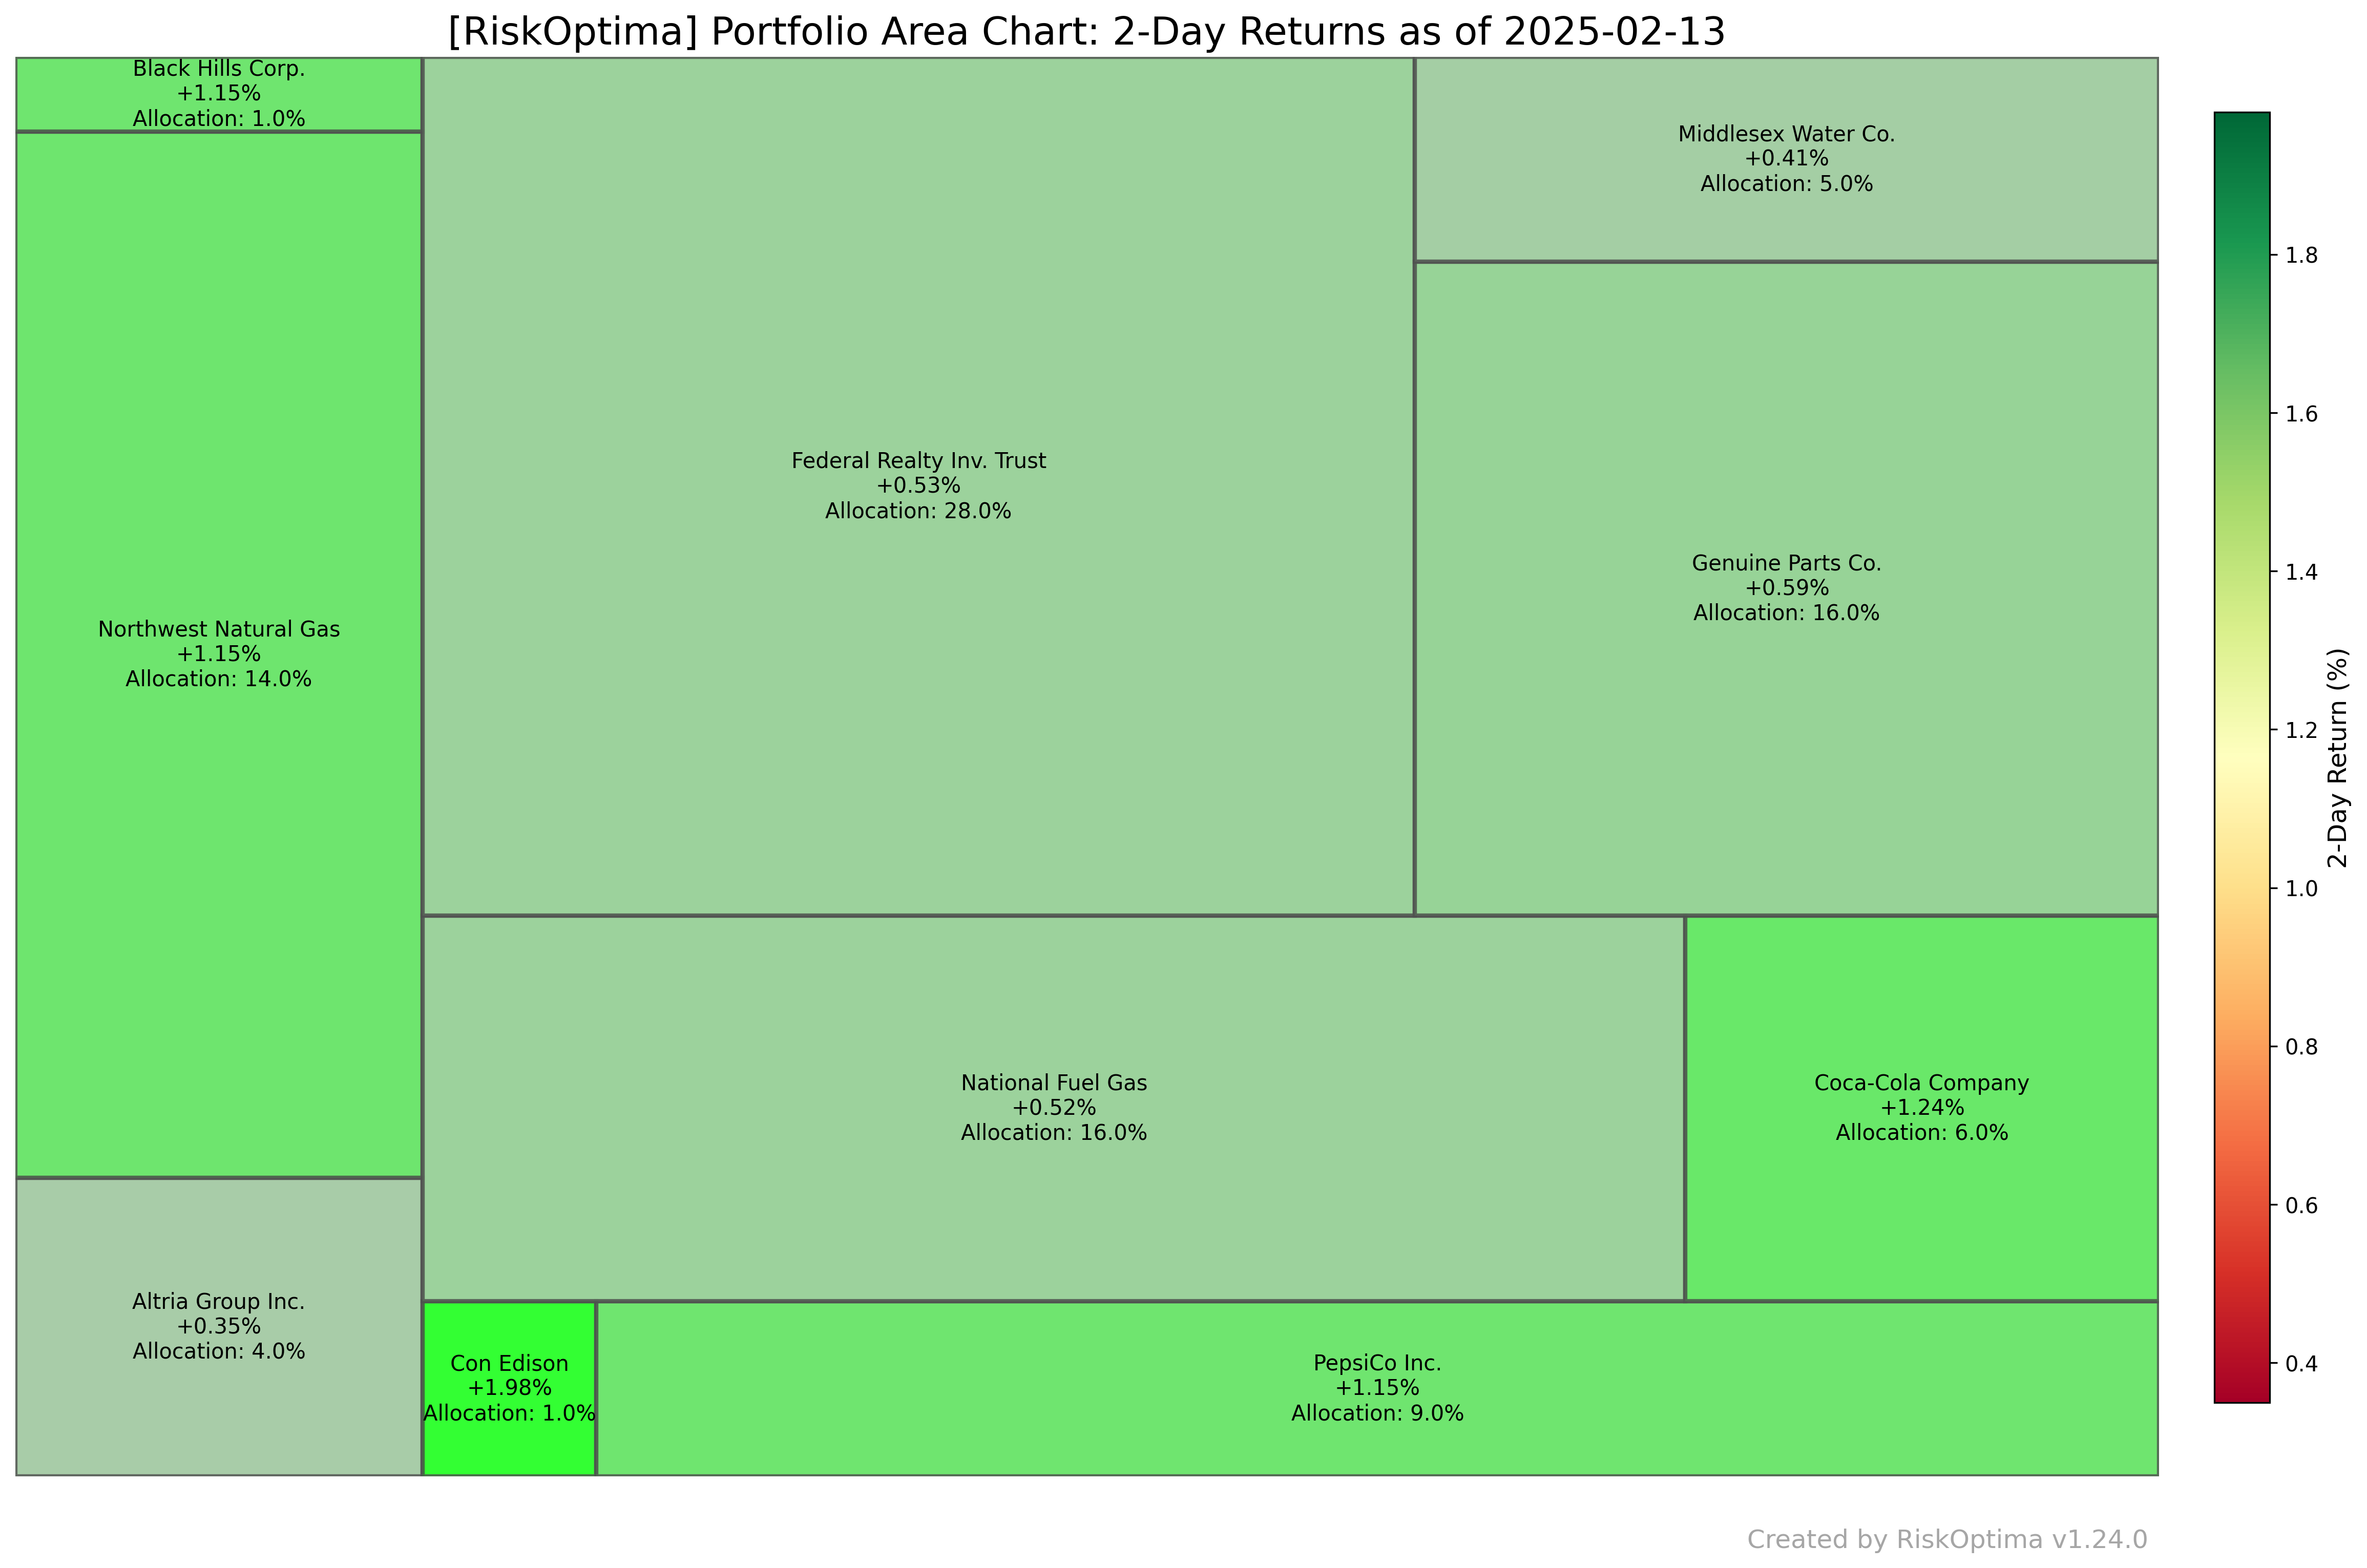 [RiskOptima] Portfolio Area Chart: 2-Day Returns as of 2025-02-13
Black Hills Corp.
+1.15%
Allocation: 1.0%
Northwest Natural Gas
+1.15%
Allocation: 14.0%
Altria Group Inc.
+0.35%
Allocation: 4.0%
Federal Realty Inv. Trust
+0.53%
Allocation: 28.0%
Middlesex Water Co.
+0.41%
Allocation: 5.0%
Genuine Parts Co.
+0.59%
Allocation: 16.0%
National Fuel Gas
+0.52%
Allocation: 16.0%
Coca-Cola Company
+1.24%
Allocation: 6.0%
Con Edison
+1.98%
Allocation: 1.0%
PepsiCo Inc.
+1.15%
Allocation: 9.0%
1.8
1.6
1.4
1.2
1.0
0.8
0.6
0.4
2-Day Return (%)
Created by RiskOptima v1.24.0